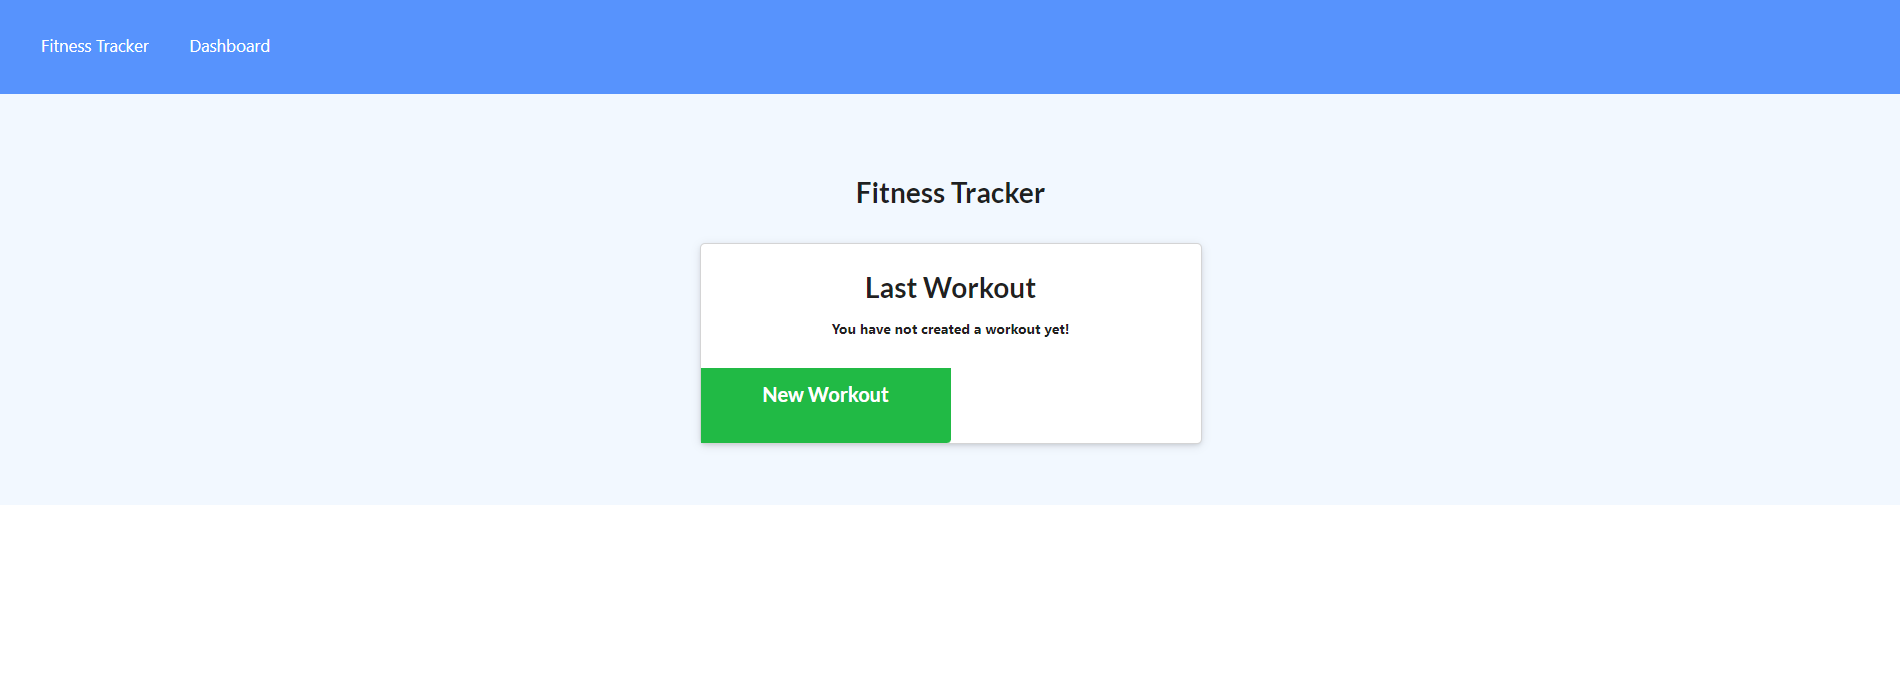 Fitness Tracker Dashboard
Fitness Tracker
Last Workout
You have not created a workout yet!
New Workout